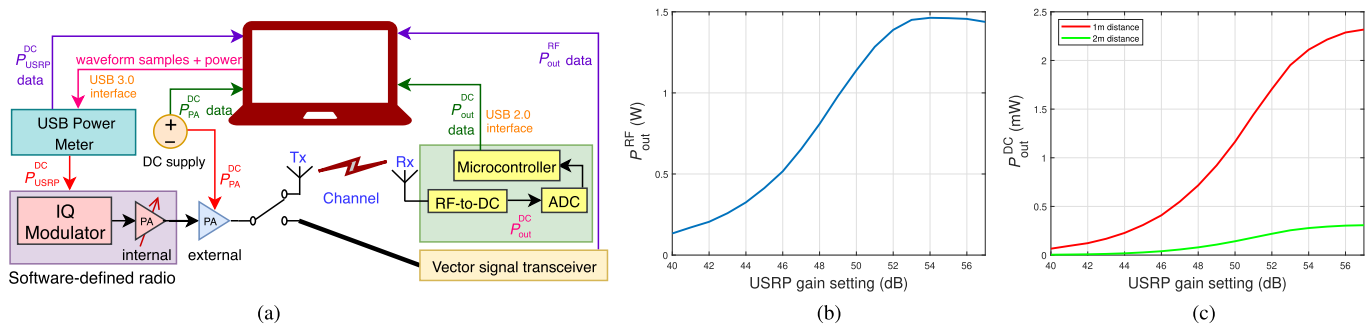 (a)
P_USRP^DC data
waveform samples + power
USB 3.0 interface
P_PA^DC data
P_out^RF data
P_out^DC data
USB 2.0 interface
USB Power Meter
+
−
DC supply
P_USRP^DC
P_PA^DC
Tx
Rx
Channel
Microcontroller
RF-to-DC
ADC
P_out^DC
IQ Modulator
PA
internal
PA
external
Software-defined radio
Vector signal transceiver
(b)
P_out^RF (W)
1.5
1
0.5
0
40 42 44 46 48 50 52 54 56
USRP gain setting (dB)
(c)
P_out^DC (mW)
2.5
2
1.5
1
0.5
0
1m distance
2m distance
40 42 44 46 48 50 52 54 56
USRP gain setting (dB)